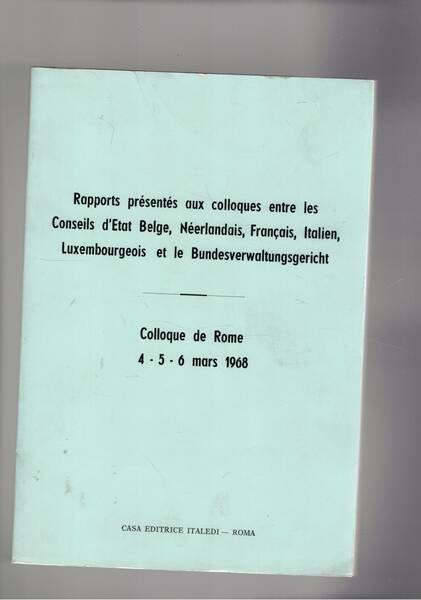 Rapports présentés aux colloques entre les
Conseils d'Etat Belge, Néerlandais, Français, Italien,
Luxembourgeois et le Bundesverwaltungsgericht
Colloque de Rome
4 - 5 - 6 mars 1968
CASA EDITRICE ITALEDI — ROMA